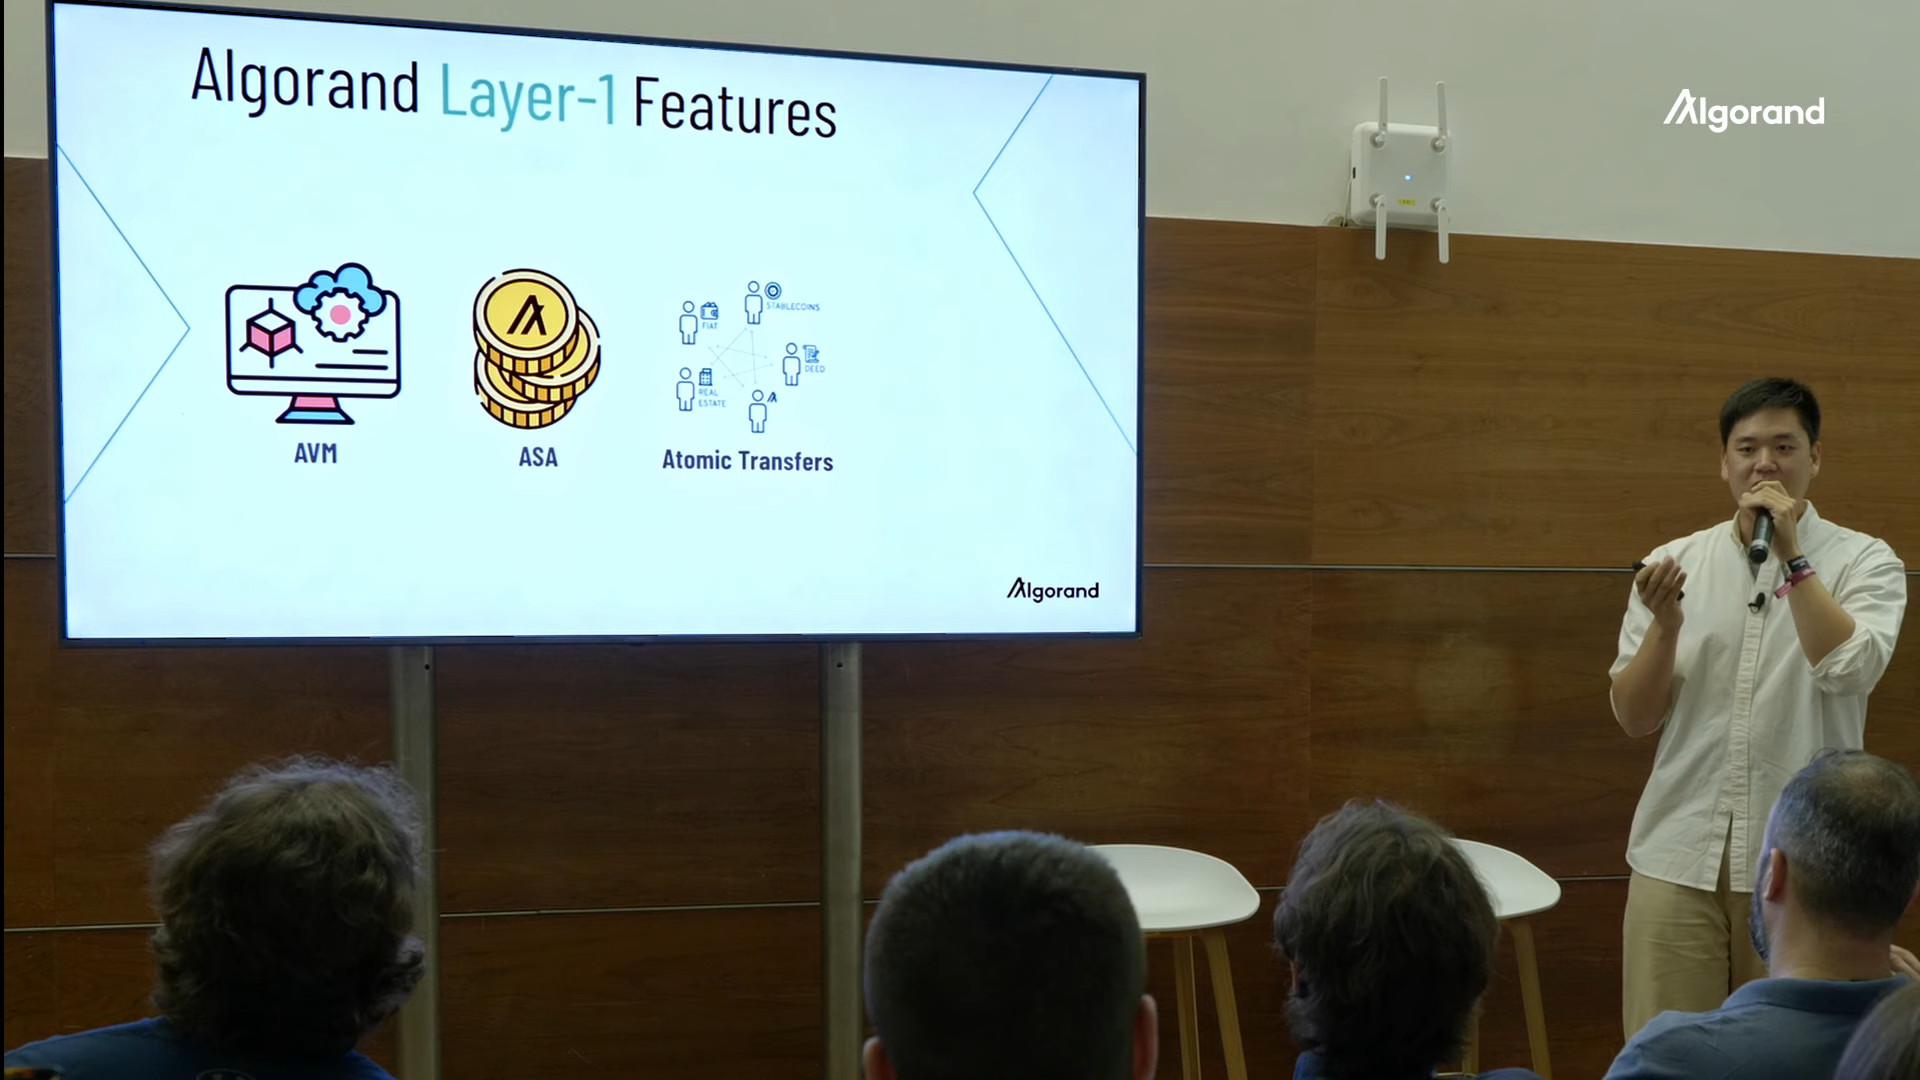 Algorand Layer-1 Features
Algorand
STABLECOINS
FIAT
DEED
REAL
ESTATE
AVM
ASA
Atomic Transfers
Algorand